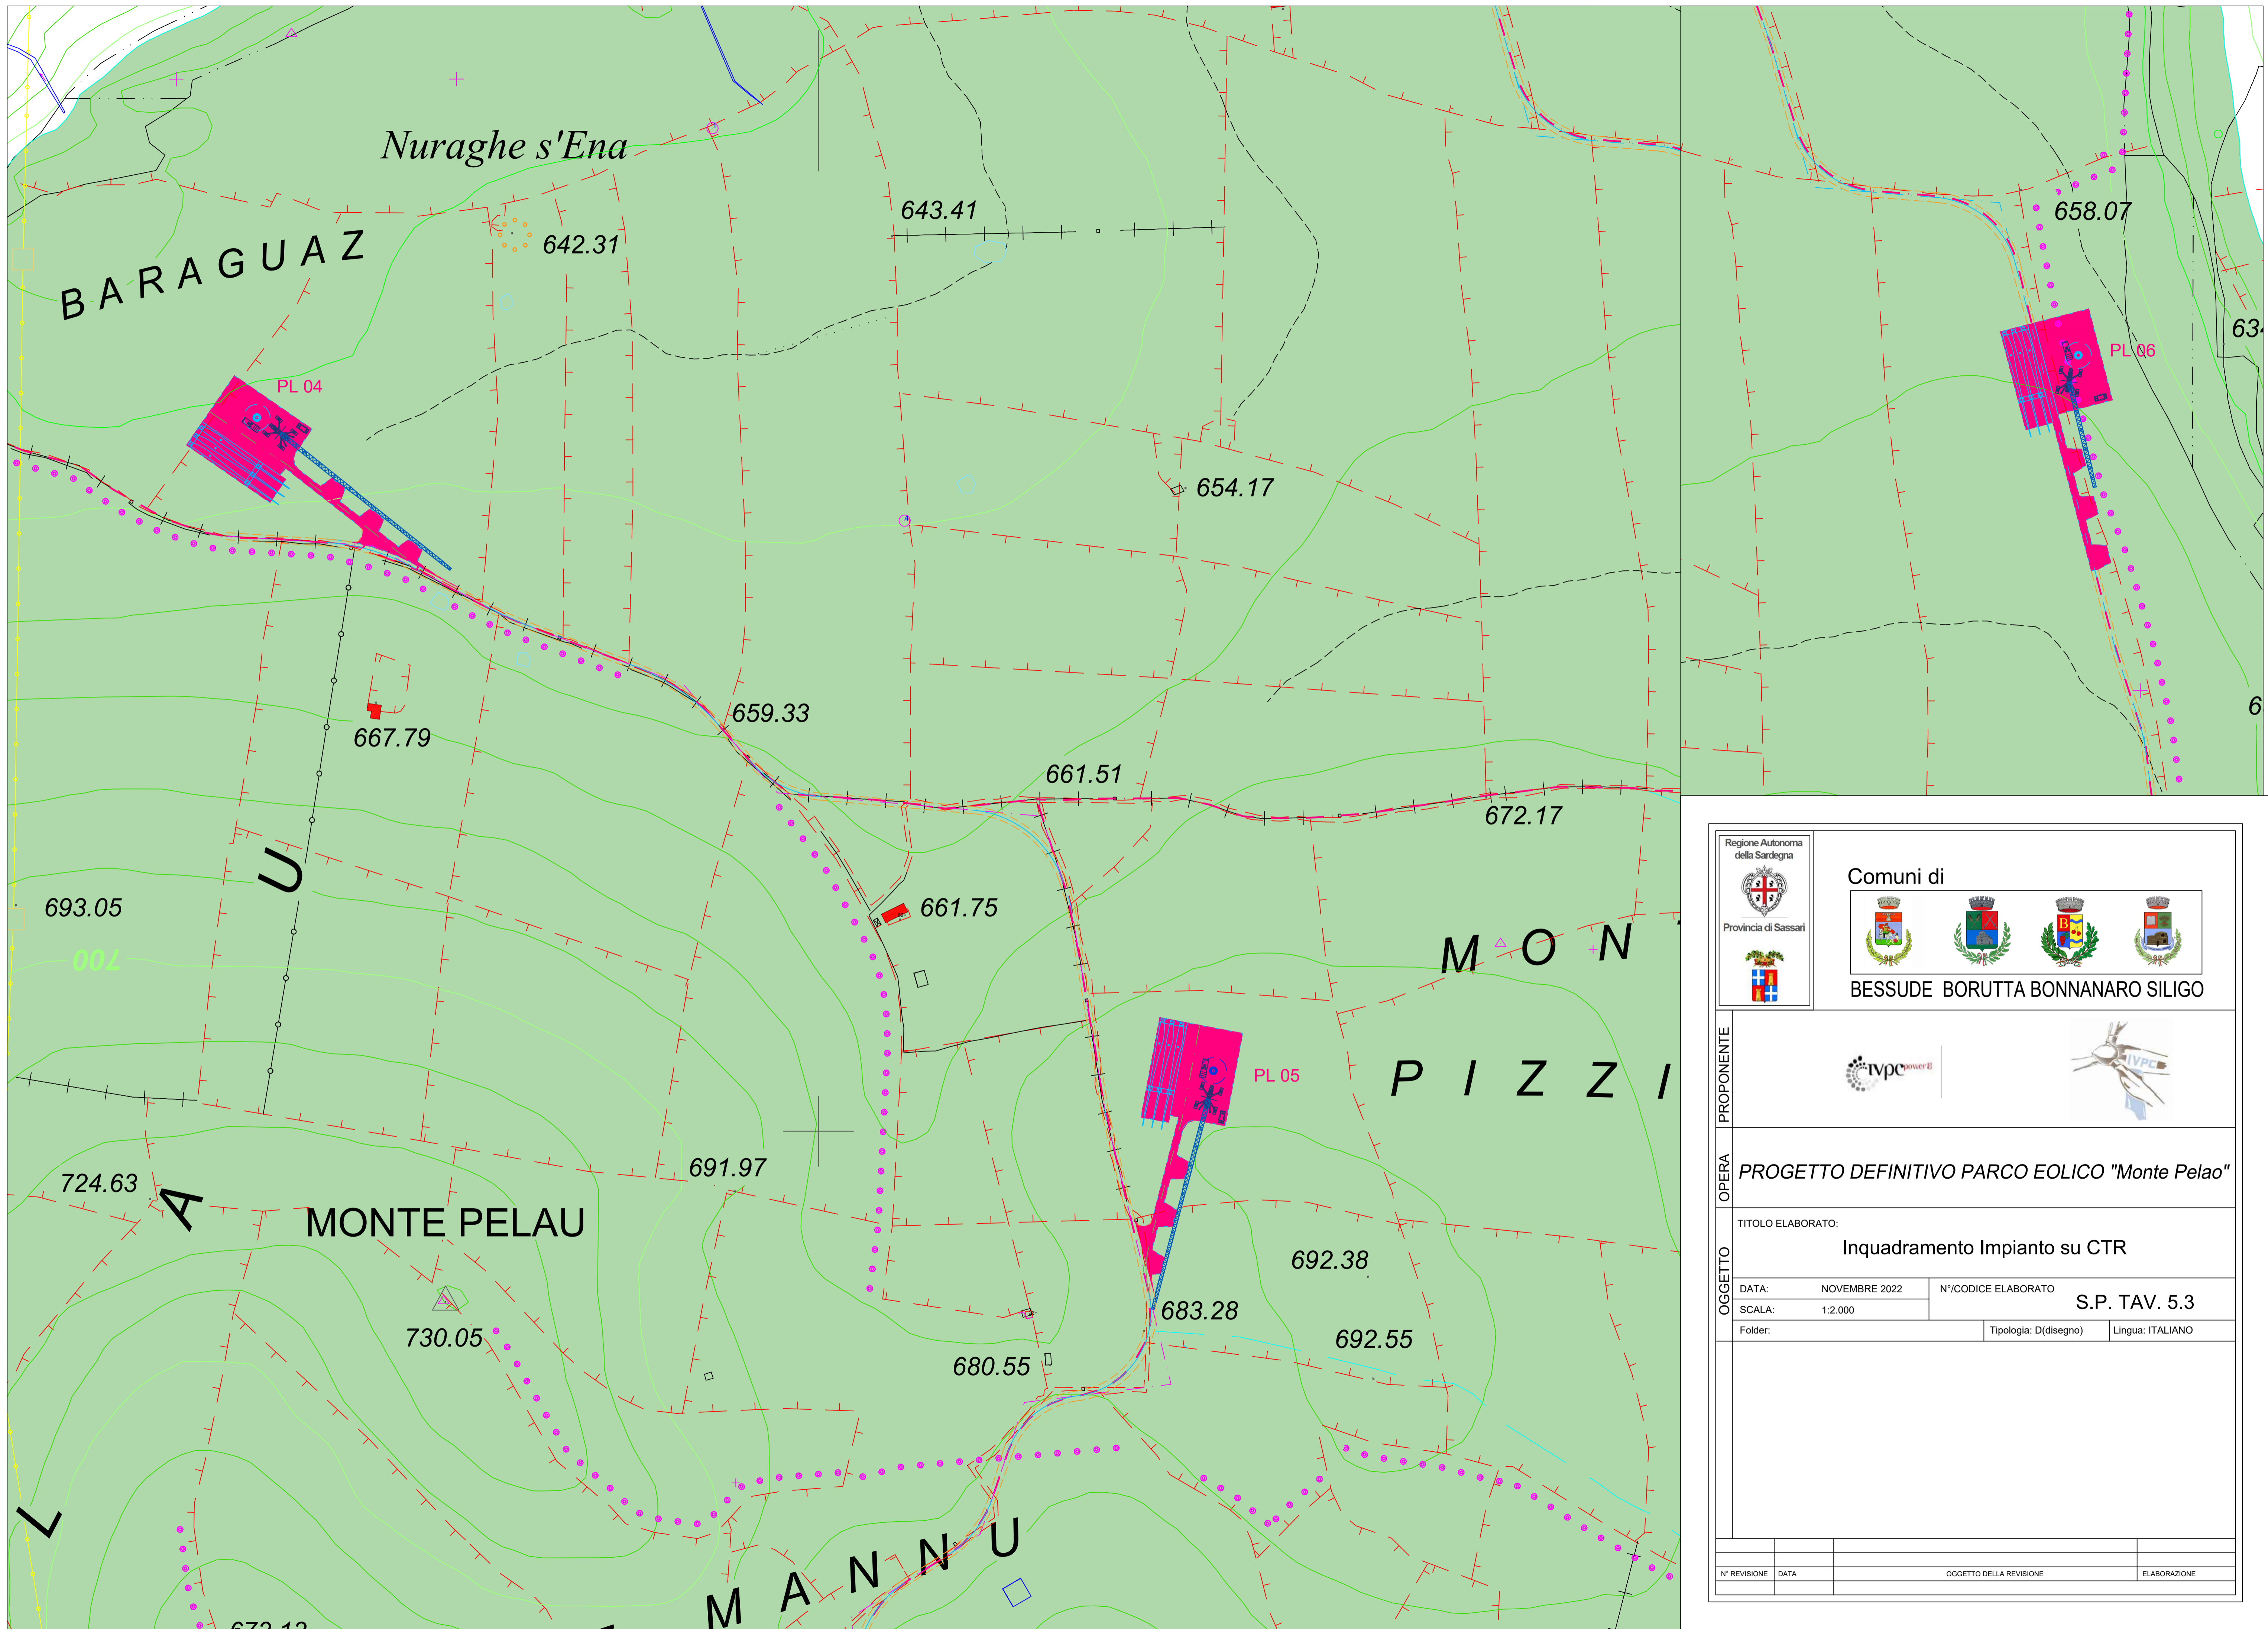 Nuraghe s'Ena
BARAGUAZ
642.31
643.41
658.07
PL 04
PL 06
654.17
659.33
667.79
661.51
672.17
U
693.05
700
661.75
MON
PIZZI
PL 05
691.97
724.63
A
MONTE PELAU
692.38
683.28
730.05
692.55
680.55
L
MANNU
Regione Autonoma
della Sardegna
Provincia di Sassari
Comuni di
BESSUDE BORUTTA BONNANARO SILIGO
PROPONENTE
IVPC power 8
IVPC
OPERA
PROGETTO DEFINITIVO PARCO EOLICO "Monte Pelao"
OGGETTO
TITOLO ELABORATO:
Inquadramento Impianto su CTR
DATA: NOVEMBRE 2022
N°/CODICE ELABORATO
S.P. TAV. 5.3
SCALA: 1:2.000
Folder:
Tipologia: D(disegno)
Lingua: ITALIANO
N° REVISIONE DATA OGGETTO DELLA REVISIONE ELABORAZIONE